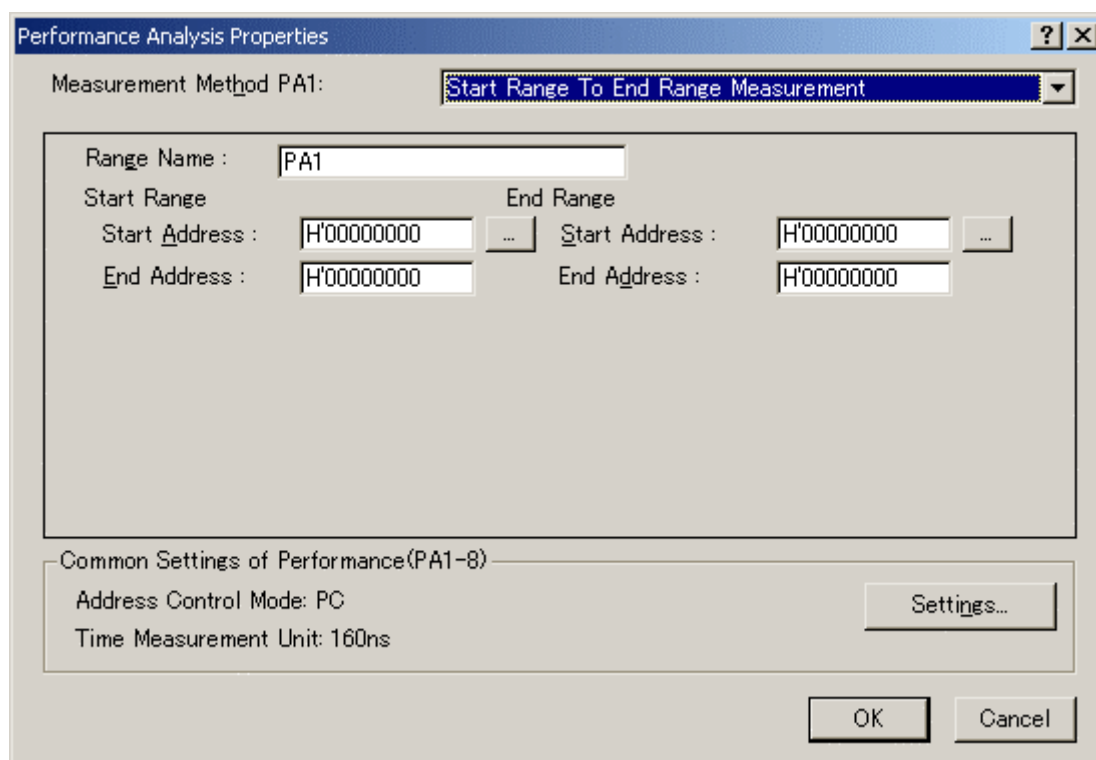 Performance Analysis Properties
Measurement Method PA1: Start Range To End Range Measurement
Range Name : PA1
Start Range End Range
Start Address : H'00000000 ... Start Address : H'00000000 ...
End Address : H'00000000 End Address : H'00000000
Common Settings of Performance(PA1-8)
Address Control Mode: PC
Settings...
Time Measurement Unit: 160ns
OK Cancel